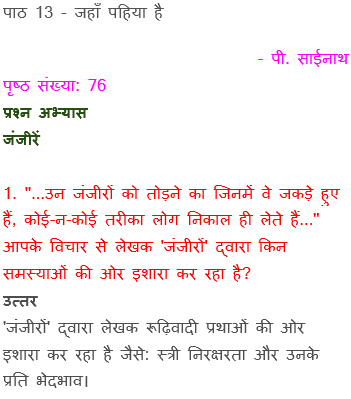 पाठ 13 - जहाँ पहिया है
- पी. साईनाथ
पृष्ठ संख्या: 76
प्रश्न अभ्यास
जंजीरें
1. "...उन जंजीरों को तोड़ने का जिनमें वे जकड़े हुए
हैं, कोई-न-कोई तरीका लोग निकाल ही लेते हैं..."
आपके विचार से लेखक 'जंजीरों' द्वारा किन
समस्याओं की ओर इशारा कर रहा है?
उत्तर
'जंजीरों' द्वारा लेखक रूढ़िवादी प्रथाओं की ओर
इशारा कर रहा है जैसे: स्त्री निरक्षरता और उनके
प्रति भेदभाव।